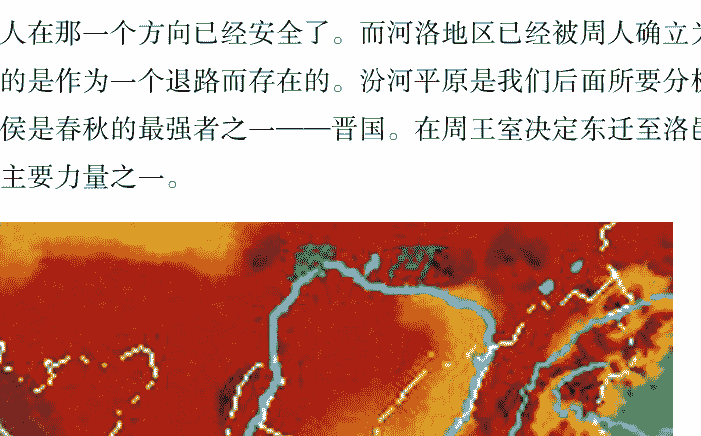 人在那一个方向已经安全了。而河洛地区已经被周人确立为
的是作为一个退路而存在的。汾河平原是我们后面所要分析
侯是春秋的最强者之一——晋国。在周王室决定东迁至洛邑
主要力量之一。